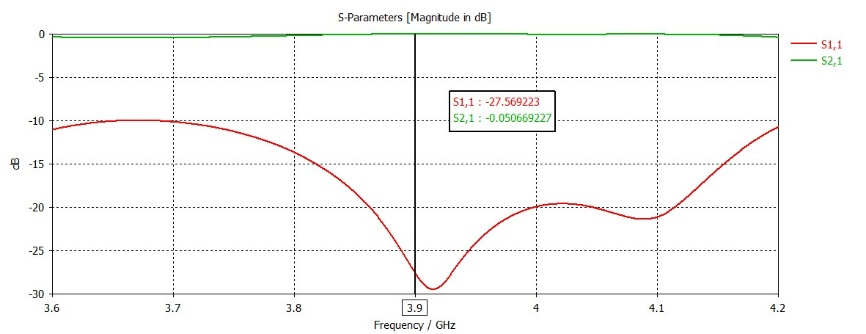 S-Parameters [Magnitude in dB]
0
-5
-10
-15
-20
-25
-30
dB
S1,1
S2,1
S1,1 : -27.569223
S2,1 : -0.050669227
3.6
3.7
3.8
3.9
4
4.1
4.2
Frequency / GHz